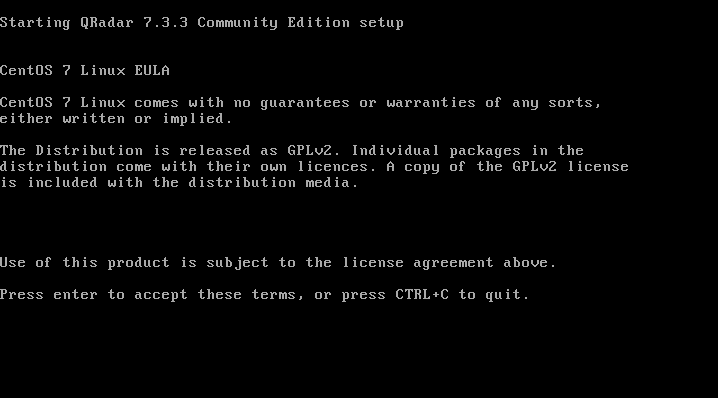 Starting QRadar 7.3.3 Community Edition setup
CentOS 7 Linux EULA
CentOS 7 Linux comes with no guarantees or warranties of any sorts,
either written or implied.
The Distribution is released as GPLv2. Individual packages in the
distribution come with their own licences. A copy of the GPLv2 license
is included with the distribution media.
Use of this product is subject to the license agreement above.
Press enter to accept these terms, or press CTRL+C to quit.